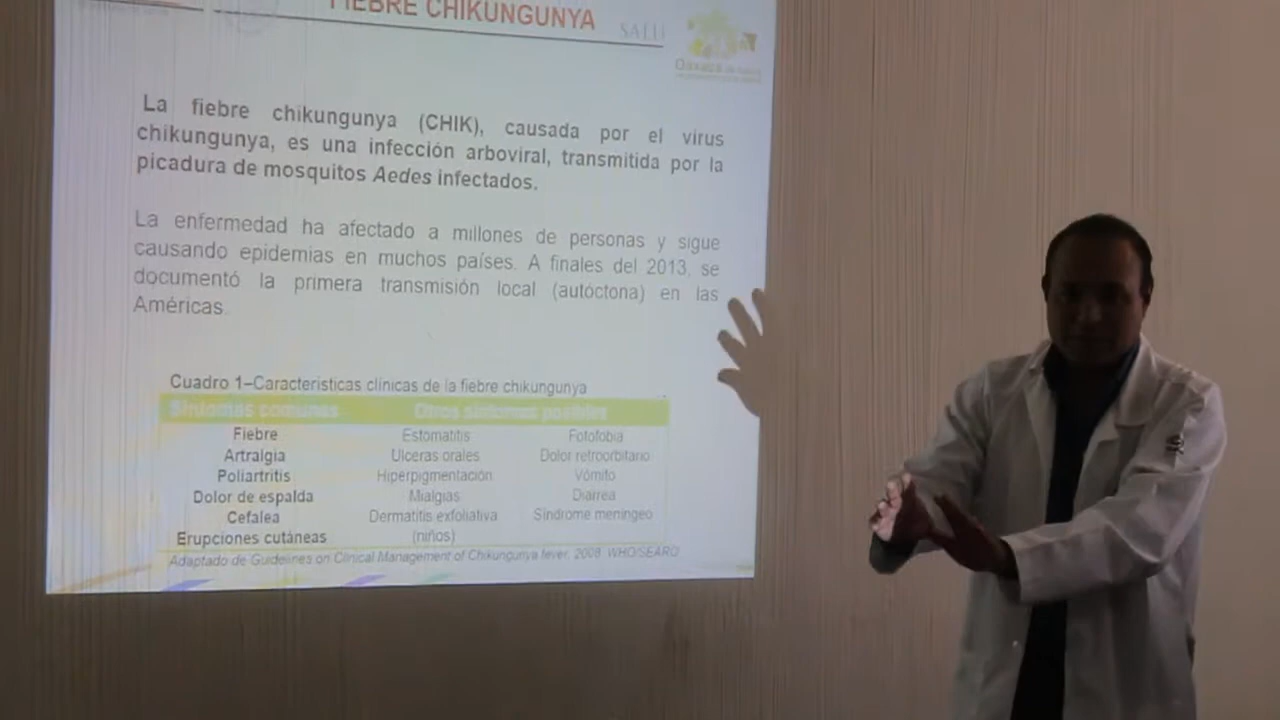 FIEBRE CHIKUNGUNYA
SALU
Oaxaca
La fiebre chikungunya (CHIK), causada por el virus
chikungunya, es una infección arboviral, transmitida por la
picadura de mosquitos Aedes infectados.
La enfermedad ha afectado a millones de personas y sigue
causando epidemias en muchos países. A finales del 2013, se
documentó la primera transmisión local (autóctona) en las
Américas.
Cuadro 1–Características clínicas de la fiebre chikungunya
Síntomas comunes Otros síntomas posibles
Fiebre Estomatitis Fotofobia
Artralgia Ulceras orales Dolor retroorbitario
Poliartritis Hiperpigmentación Vómito
Dolor de espalda Mialgias Diarrea
Cefalea Dermatitis exfoliativa Síndrome meníngeo
Erupciones cutáneas (niños)
Adaptado de Guidelines on Clinical Management of Chikungunya fever. 2008 WHO/SEARO